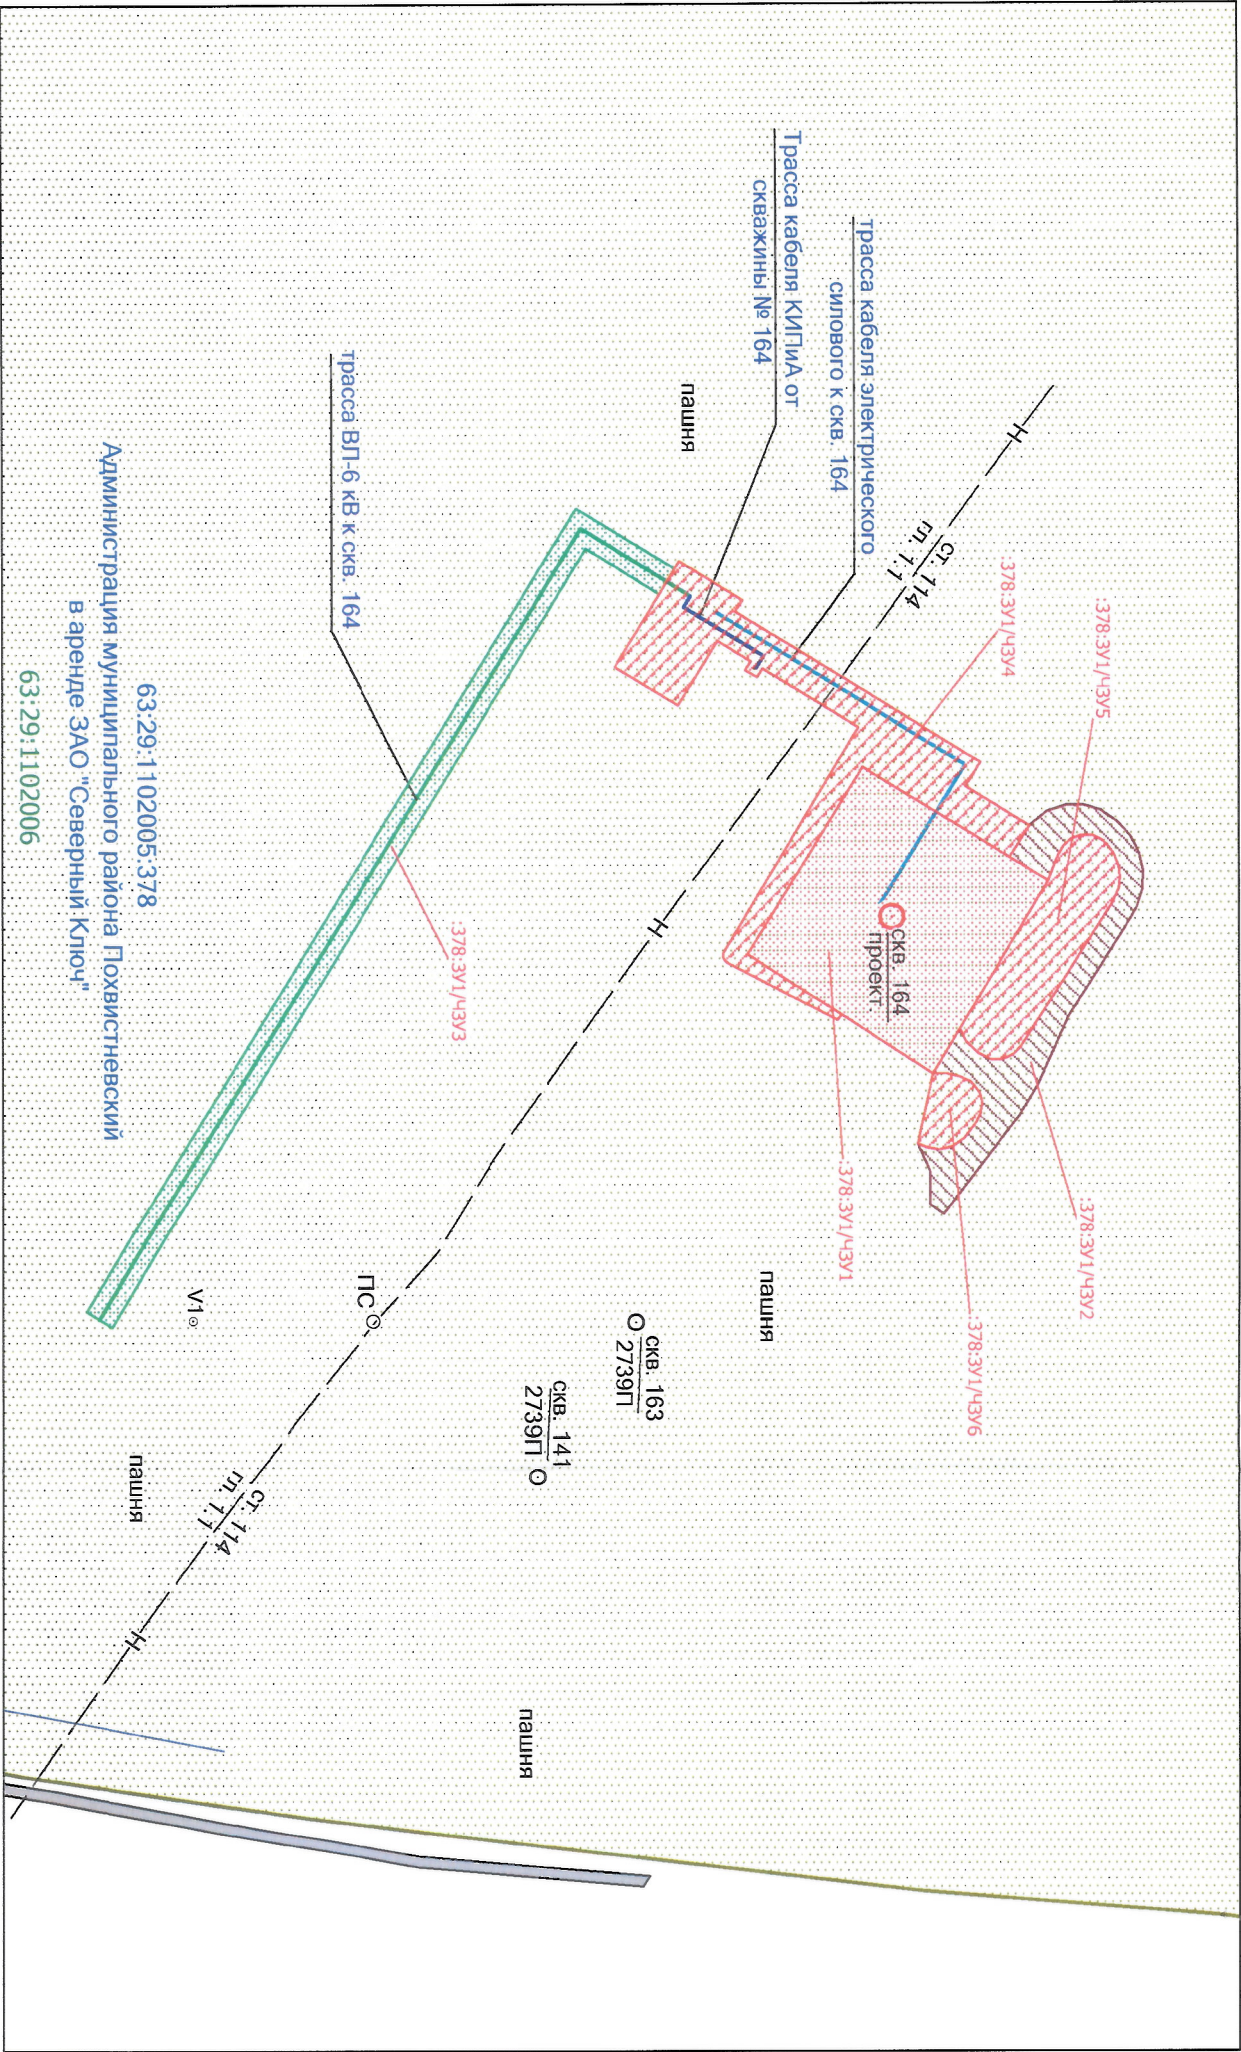 :378:ЗУ1/ЧЗУ5
378:ЗУ1/ЧЗУ4
:378:ЗУ1/ЧЗУ2
:378:ЗУ1/ЧЗУ6
ст. 114
гл. 1.1
трасса кабеля электрического
силового к скв. 164
скв. 164
проект.
:378:ЗУ1/ЧЗУ1
Трасса кабеля КИПиА от
скважины № 164
пашня
пашня
скв. 163
2739П
скв. 141
2739П
пашня
:378:ЗУ1/ЧЗУ3
трасса ВЛ-6 кВ к скв. 164
ПС
V1
ст. 114
гл. 1.1
пашня
63:29:1102005:378
Администрация муниципального района Похвистневский
в аренде ЗАО "Северный Ключ"
63:29:1102006
Н
Н
Н